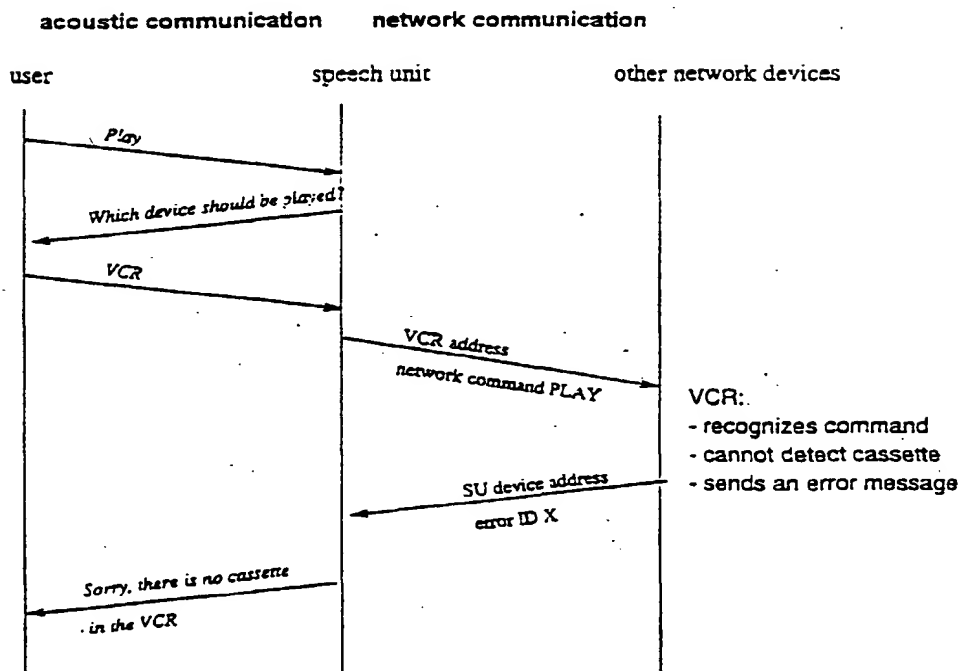 acoustic communication network communication
user speech unit other network devices
Play
Which device should be played?
VCR
VCR address
network command PLAY
VCR:
- recognizes command
- cannot detect cassette
- sends an error message
SU device address
error ID X
Sorry, there is no cassette
in the VCR